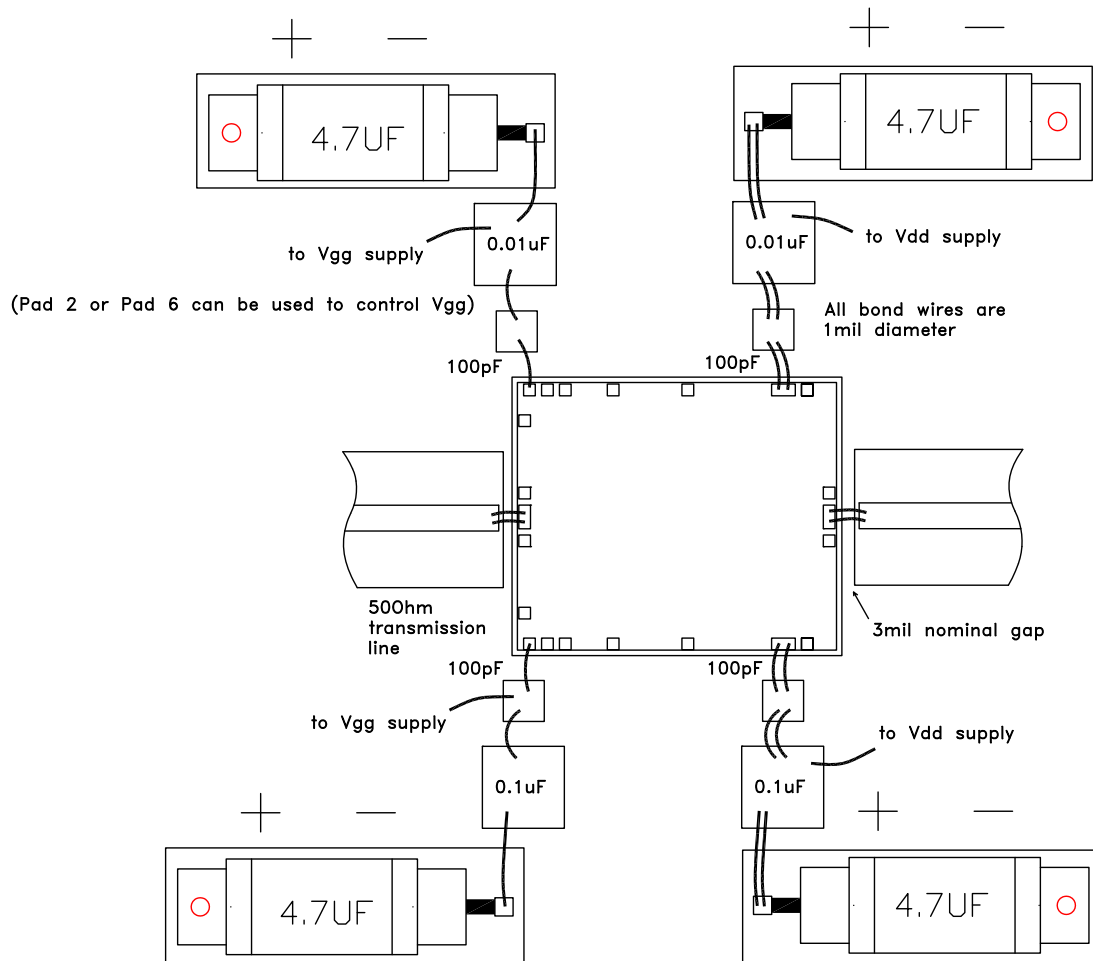 + −
+ −
4.7UF
4.7UF
0.01uF
0.01uF
to Vgg supply
to Vdd supply
(Pad 2 or Pad 6 can be used to control Vgg)
All bond wires are
1mil diameter
100pF
100pF
50Ohm
transmission
line
3mil nominal gap
100pF
100pF
to Vgg supply
to Vdd supply
0.1uF
0.1uF
+ −
+ −
4.7UF
4.7UF